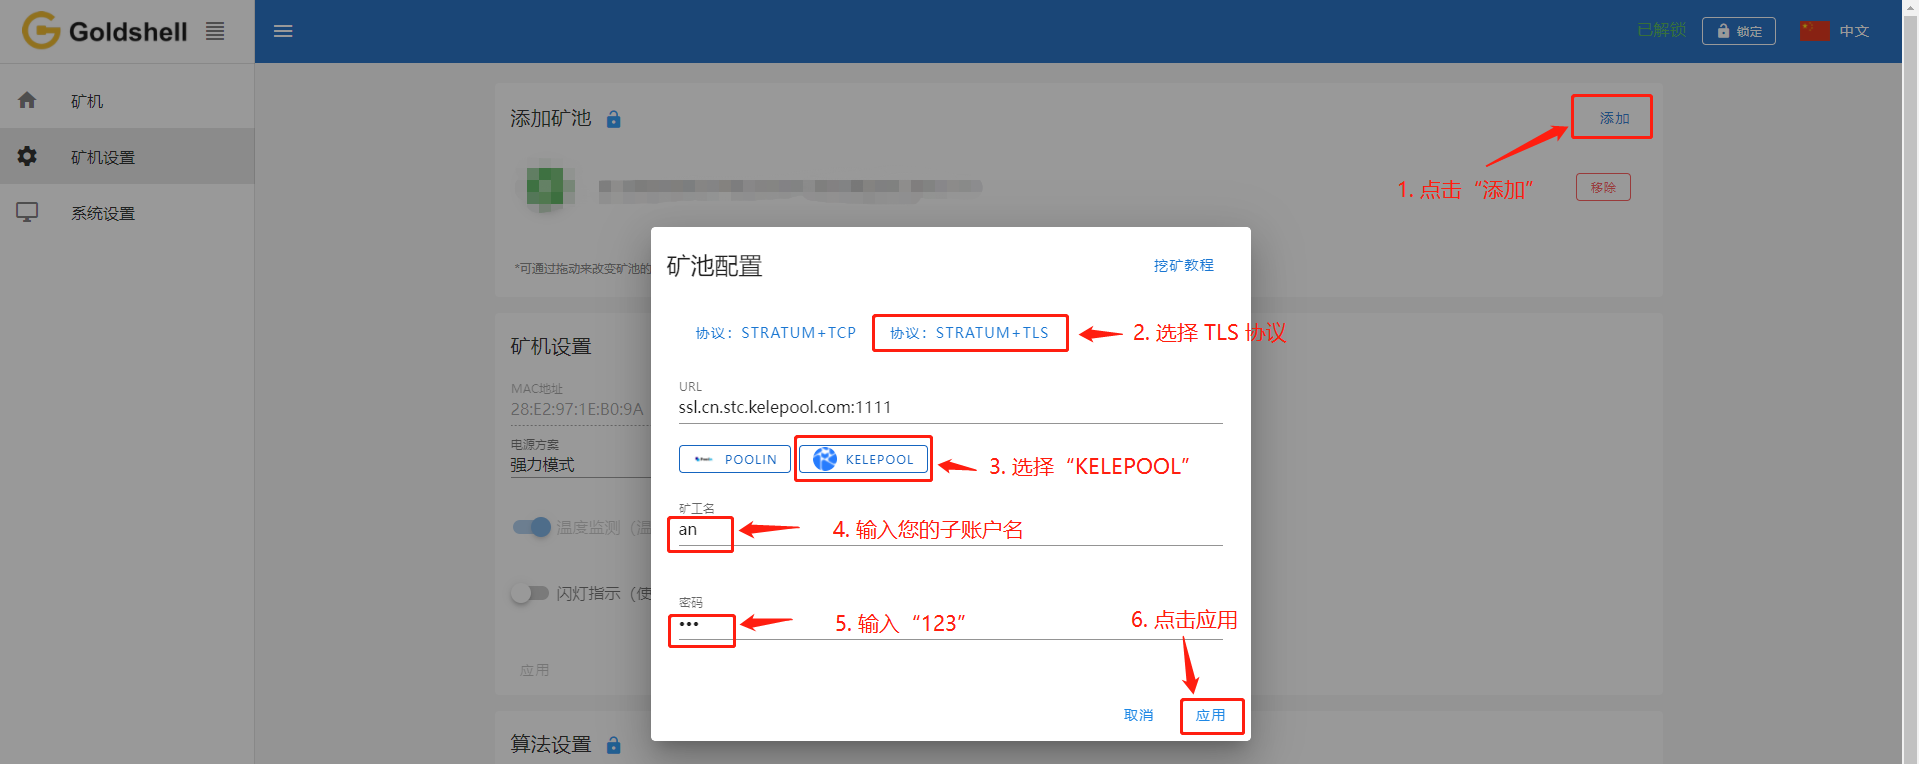 Goldshell
已解锁
锁定
中文
矿机
矿机设置
系统设置
添加矿池
添加
1. 点击“添加”
移除
*可通过拖动来改变矿池的
矿池配置
挖矿教程
协议：STRATUM+TCP
协议：STRATUM+TLS
2. 选择 TLS 协议
URL
ssl.cn.stc.kelepool.com:1111
POOLIN
KELEPOOL
3. 选择“KELEPOOL”
矿工名
an
4. 输入您的子账户名
密码
•••
5. 输入“123”
6. 点击应用
取消
应用
矿机设置
MAC地址
28:E2:97:1E:B0:9A
电源方案
强力模式
温度监测（温
闪灯指示（使
应用
算法设置